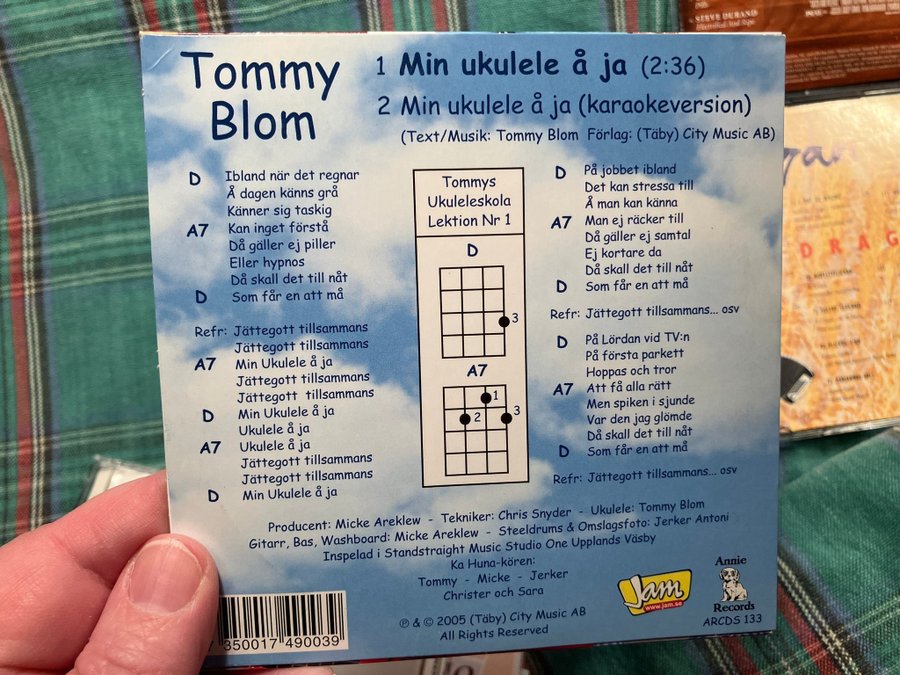 Tommy
Blom
1 Min ukulele å ja (2:36)
2 Min ukulele å ja (karaokeversion)
(Text/Musik: Tommy Blom Förlag: (Täby) City Music AB)
D Ibland när det regnar
Å dagen känns grå
Känner sig taskig
A7 Kan inget förstå
Då gäller ej piller
Eller hypnos
Då skall det till nåt
D Som får en att må
Refr: Jättegott tillsammans
Jättegott tillsammans
A7 Min Ukulele å ja
Jättegott tillsammans
Jättegott tillsammans
D Min Ukulele å ja
Ukulele å ja
A7 Ukulele å ja
Jättegott tillsammans
Jättegott tillsammans
D Min Ukulele å ja
Tommys
Ukuleleskola
Lektion Nr 1
D
3
A7
1
2 3
D På jobbet ibland
Det kan stressa till
Å man kan känna
A7 Man ej räcker till
Då gäller ej samtal
Ej kortare da
Då skall det till nåt
D Som får en att må
Refr: Jättegott tillsammans... osv
D På Lördan vid TV:n
På första parkett
Hoppas och tror
A7 Att få alla rätt
Men spiken i sjunde
Var den jag glömde
Då skall det till nåt
D Som får en att må
Refr: Jättegott tillsammans... osv
Producent: Micke Areklew - Tekniker: Chris Snyder - Ukulele: Tommy Blom
Gitarr, Bas, Washboard: Micke Areklew - Steeldrums & Omslagsfoto: Jerker Antoni
Inspelad i Standstraight Music Studio One Upplands Väsby
Ka Huna-kören:
Tommy - Micke - Jerker
Christer och Sara
℗ & © 2005 (Täby) City Music AB
All Rights Reserved
350017 490039
Jam
www.jam.se
Annie
Records
ARCDS 133
STEVE DURAND
DRAG